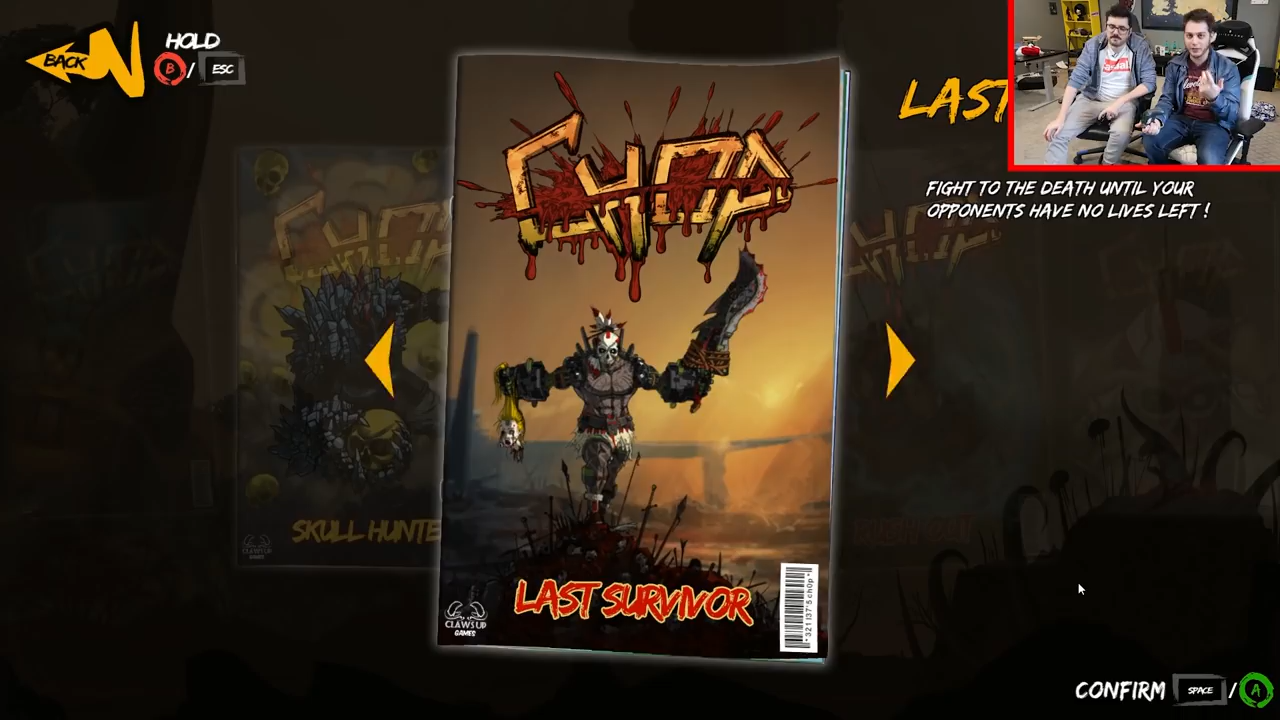 BACK
HOLD
B / ESC
LAST
FIGHT TO THE DEATH UNTIL YOUR
OPPONENTS HAVE NO LIVES LEFT !
CHOP
SKULL HUNTE
LAST SURVIVOR
CLAWS UP
GAMES
CONFIRM SPACE / A